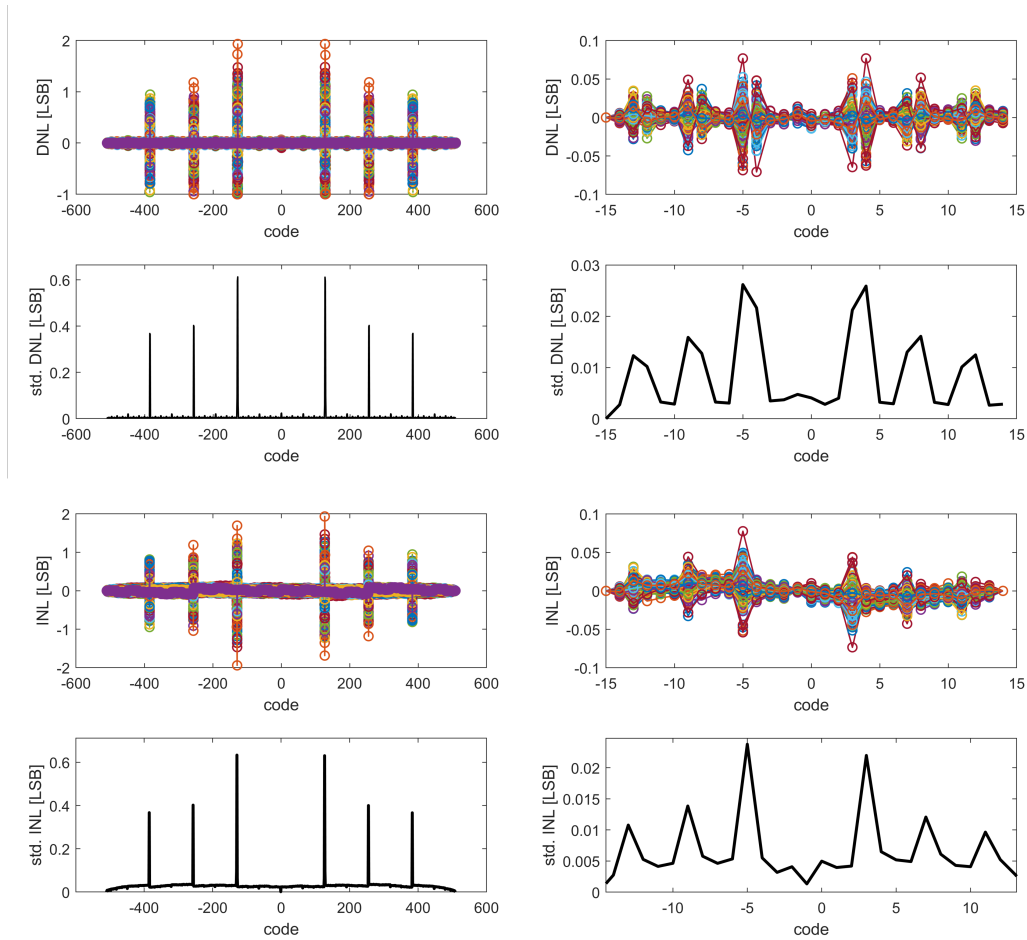 2
1
0
-1
-600 -400 -200 0 200 400 600
code
DNL [LSB]
0.1
0.05
0
-0.05
-0.1
-15 -10 -5 0 5 10 15
code
DNL [LSB]
0.6
0.4
0.2
0
-600 -400 -200 0 200 400 600
code
std. DNL [LSB]
0.03
0.02
0.01
0
-15 -10 -5 0 5 10 15
code
std. DNL [LSB]
2
1
0
-1
-2
-600 -400 -200 0 200 400 600
code
INL [LSB]
0.1
0.05
0
-0.05
-0.1
-15 -10 -5 0 5 10 15
code
INL [LSB]
0.6
0.4
0.2
0
-400 -200 0 200 400
code
std. INL [LSB]
0.02
0.015
0.01
0.005
0
-10 -5 0 5 10
code
std. INL [LSB]